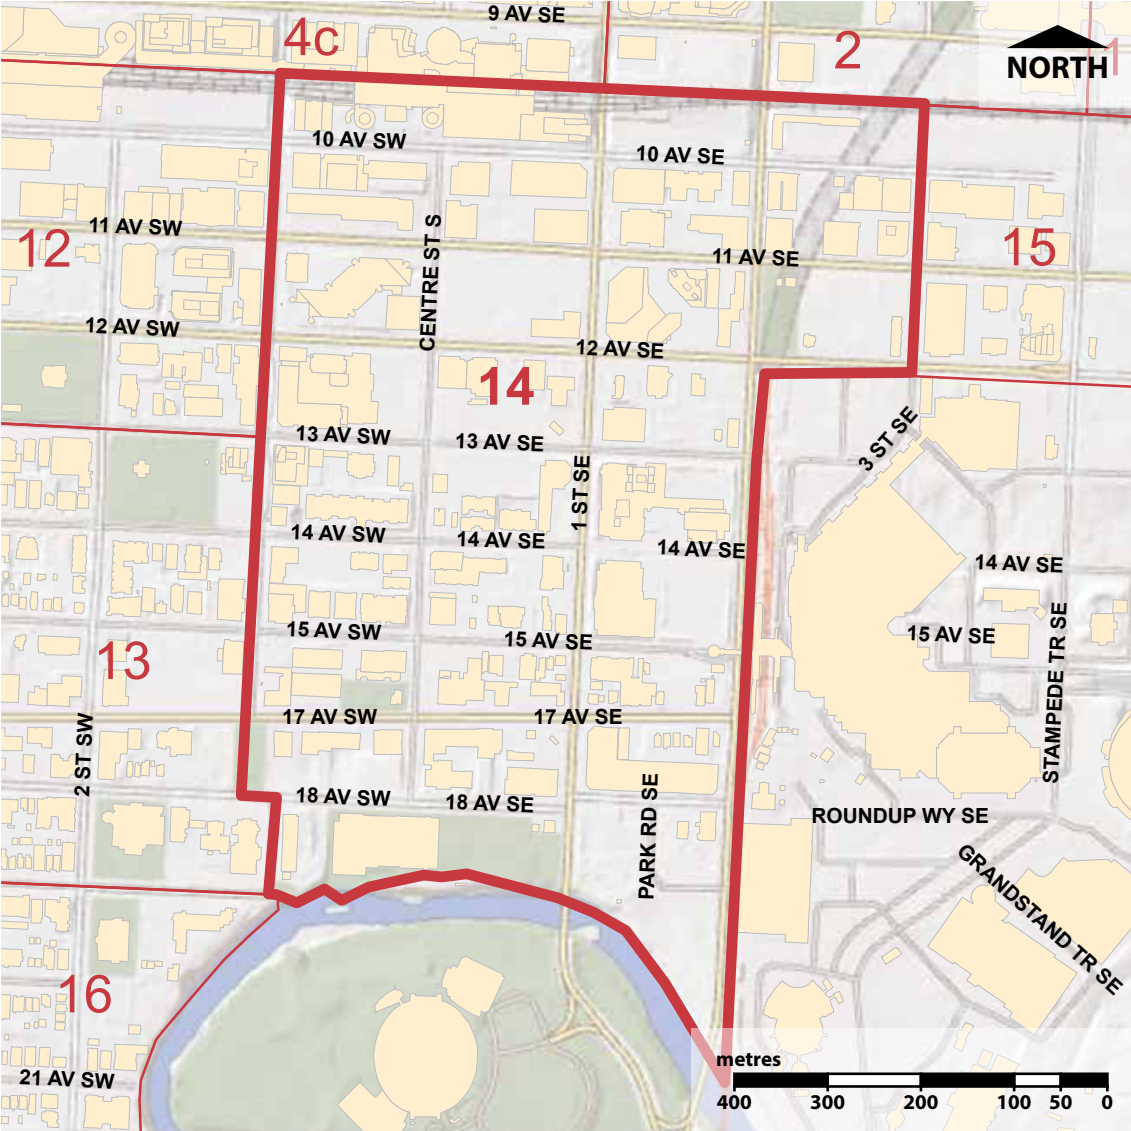 9 AV SE
4c
2
1
NORTH
10 AV SW
10 AV SE
11 AV SW
12
CENTRE ST S
11 AV SE
15
12 AV SW
12 AV SE
14
13 AV SW
13 AV SE
3 ST SE
1 ST SE
14 AV SW
14 AV SE
14 AV SE
14 AV SE
15 AV SW
15 AV SE
15 AV SE
STAMPEDE TR SE
13
17 AV SW
17 AV SE
2 ST SW
18 AV SW
18 AV SE
PARK RD SE
ROUNDUP WY SE
GRANDSTAND TR SE
16
21 AV SW
metres
400 300 200 100 50 0